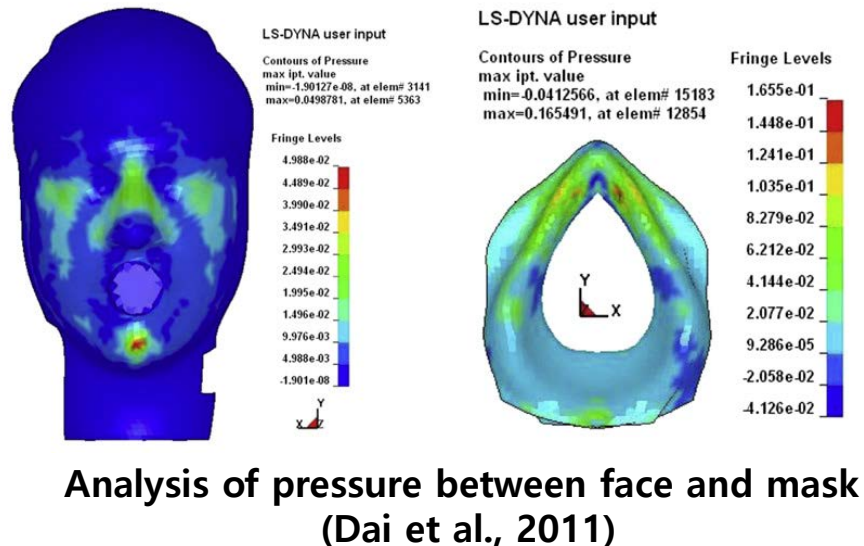 LS-DYNA user input
Contours of Pressure
max ipt. value
min=-1.90127e-08, at elem# 3141
max=0.0498781, at elem# 5363
Fringe Levels
4.988e-02
4.489e-02
3.990e-02
3.491e-02
2.993e-02
2.494e-02
1.995e-02
1.496e-02
9.976e-03
4.988e-03
-1.901e-08
Y
X Z
LS-DYNA user input
Contours of Pressure
max ipt. value
min=-0.0412566, at elem# 15183
max=0.165491, at elem# 12854
Fringe Levels
1.655e-01
1.448e-01
1.241e-01
1.035e-01
8.279e-02
6.212e-02
4.144e-02
2.077e-02
9.286e-05
-2.058e-02
-4.126e-02
Y
X
Analysis of pressure between face and mask
(Dai et al., 2011)